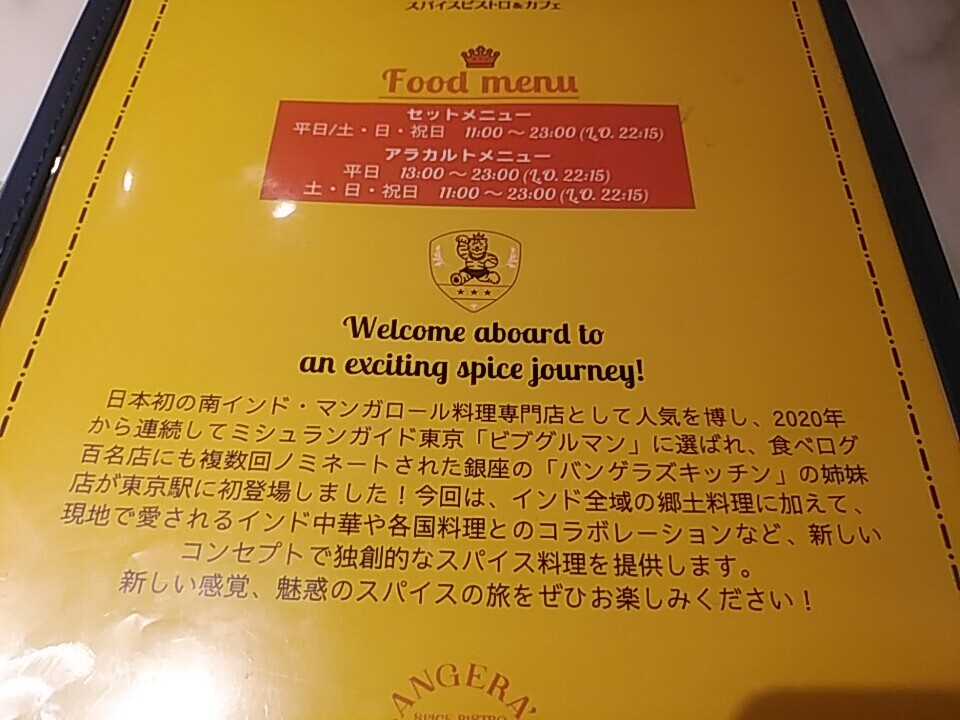 スパイスビストロ&カフェ
Food menu
セットメニュー
平日/土・日・祝日 11:00 ~ 23:00 (L.O. 22:15)
アラカルトメニュー
平日 13:00 ~ 23:00 (L.O. 22:15)
土・日・祝日 11:00 ~ 23:00 (L.O. 22:15)
Welcome aboard to
an exciting spice journey!
日本初の南インド・マンガロール料理専門店として人気を博し、2020年
から連続してミシュランガイド東京「ビブグルマン」に選ばれ、食べログ
百名店にも複数回ノミネートされた銀座の「バンゲラズキッチン」の姉妹
店が東京駅に初登場しました!今回は、インド全域の郷土料理に加えて、
現地で愛されるインド中華や各国料理とのコラボレーションなど、新しい
コンセプトで独創的なスパイス料理を提供します。
新しい感覚、魅惑のスパイスの旅をぜひお楽しみください!
ANGERA'
SPICE BISTRO